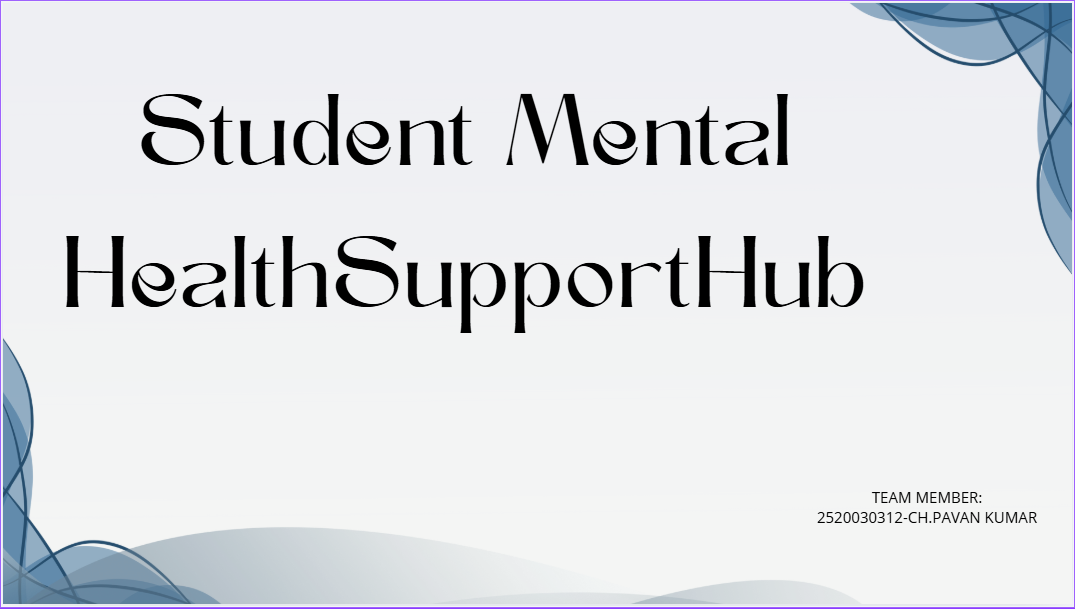 Student Mental
HealthSupportHub
TEAM MEMBER:
2520030312-CH.PAVAN KUMAR